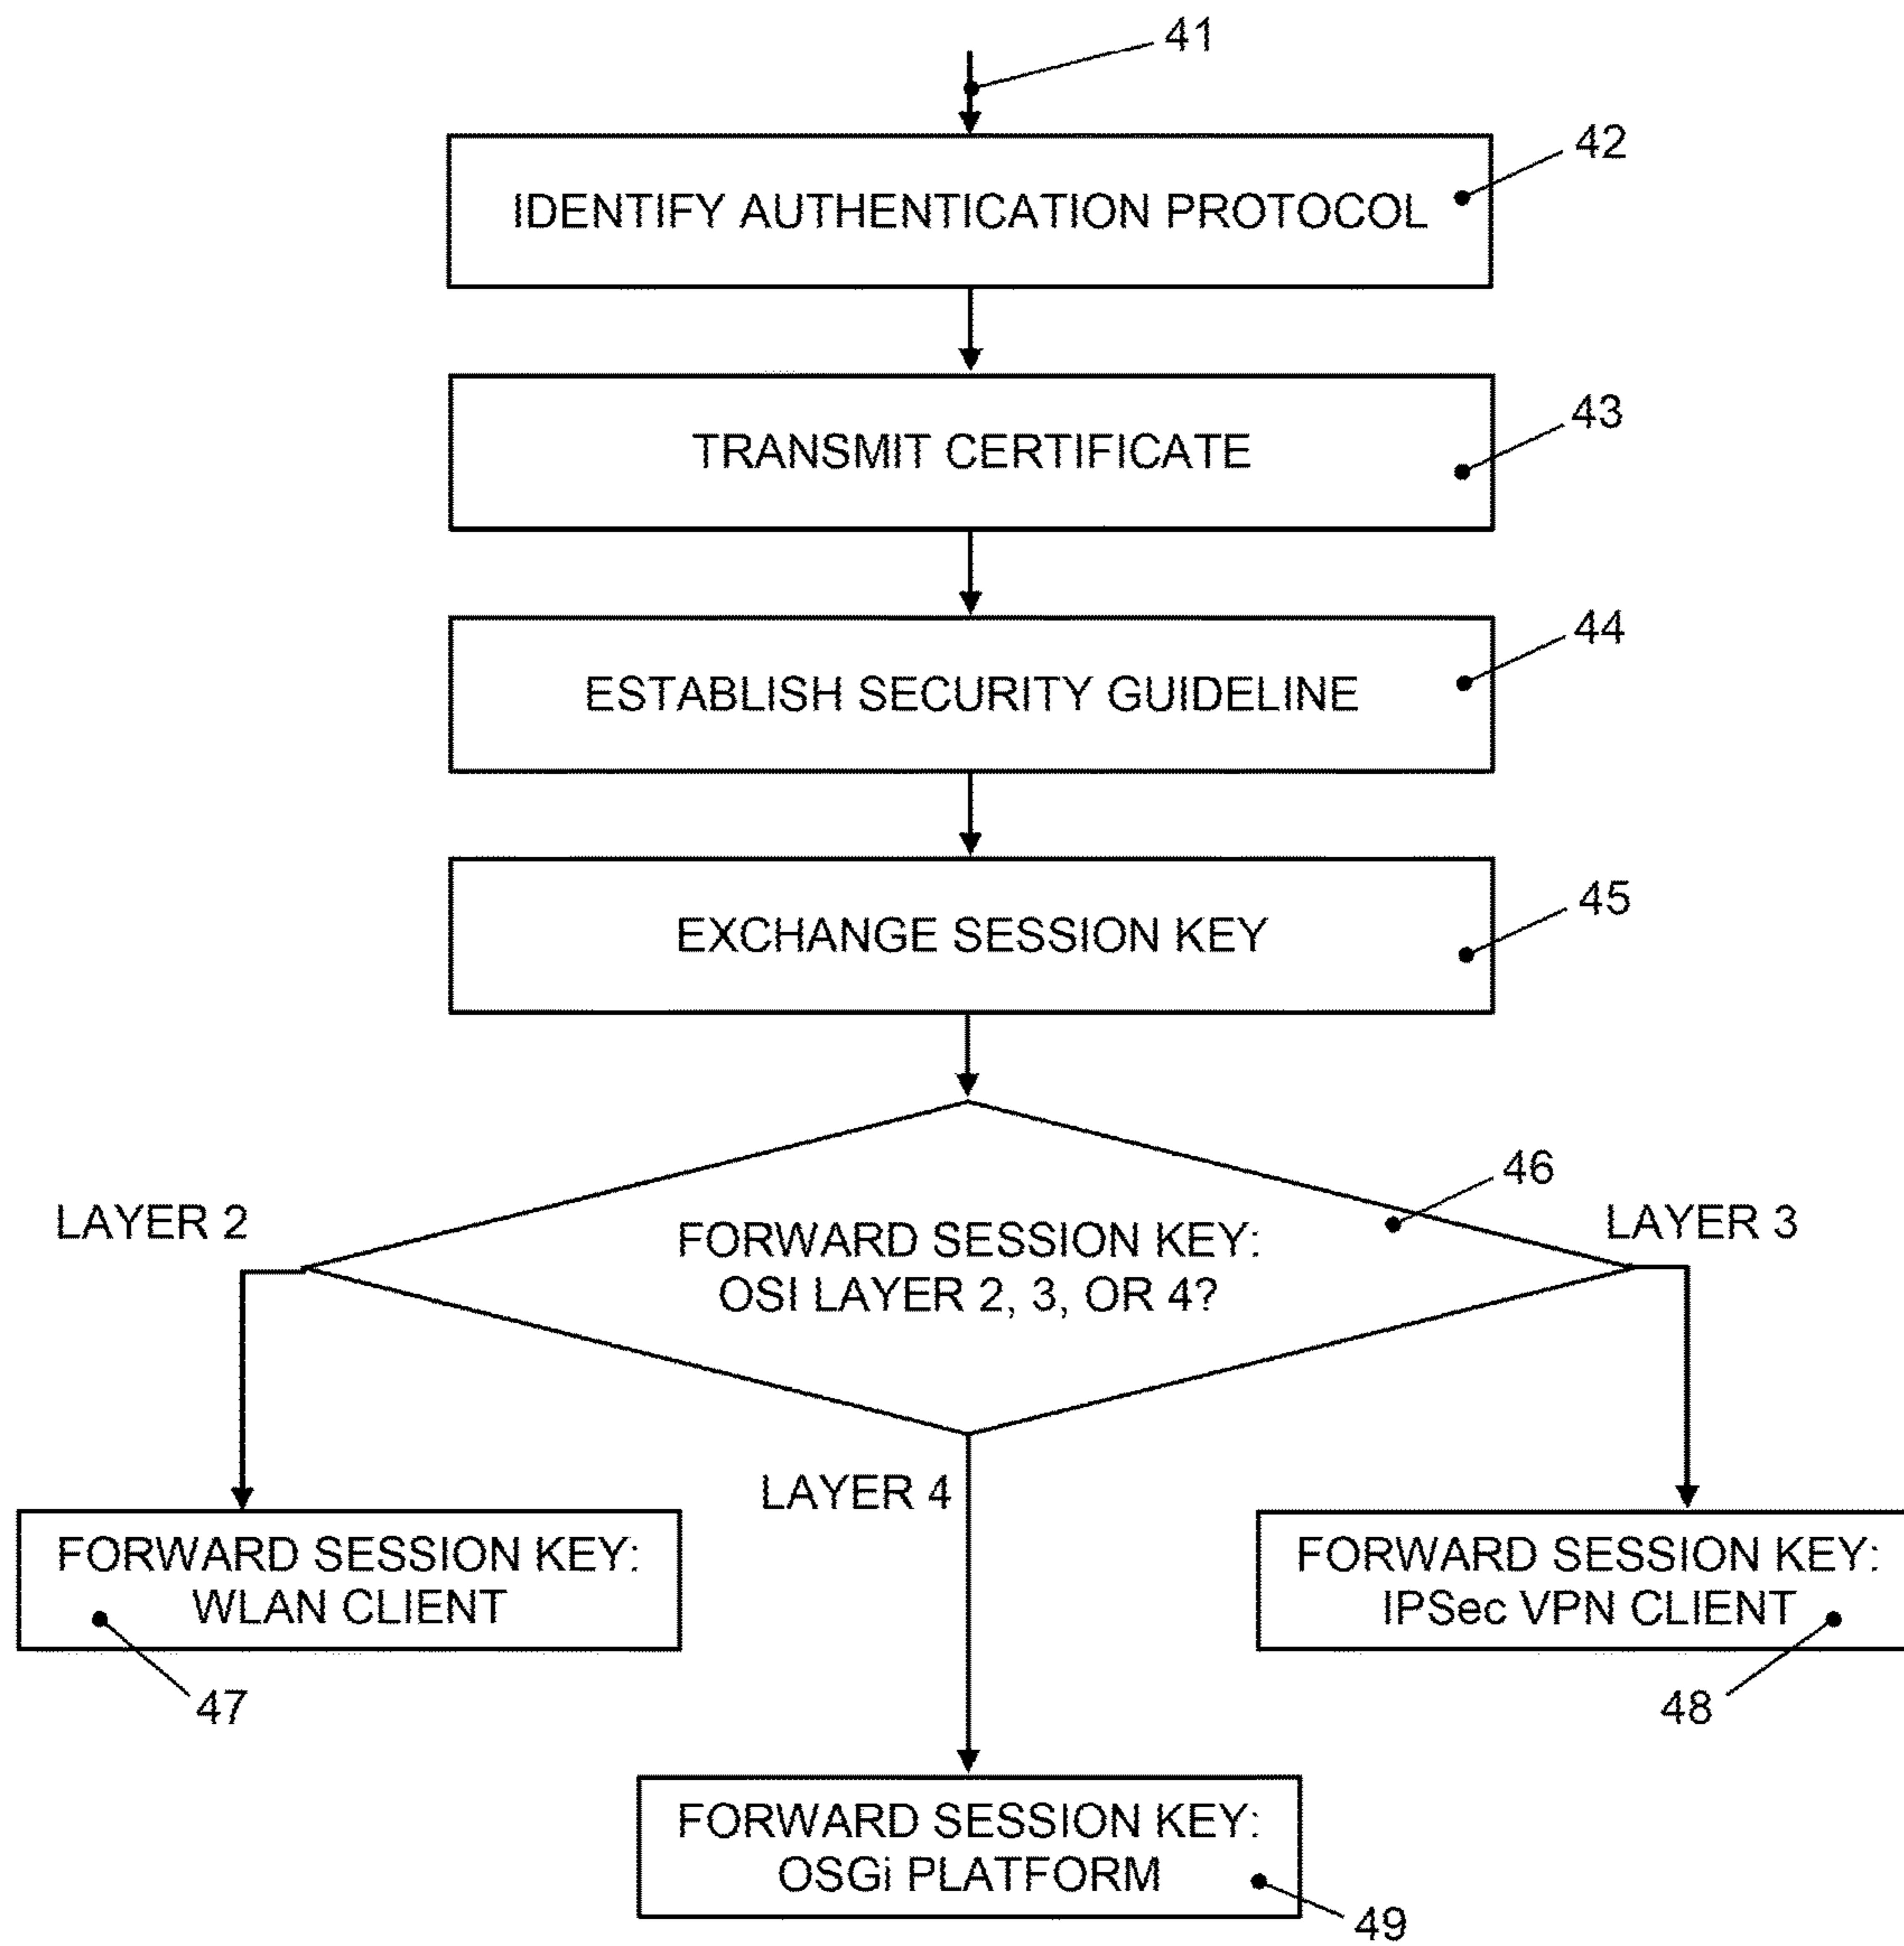 41
42
IDENTIFY AUTHENTICATION PROTOCOL
43
TRANSMIT CERTIFICATE
44
ESTABLISH SECURITY GUIDELINE
45
EXCHANGE SESSION KEY
46
LAYER 2
LAYER 3
FORWARD SESSION KEY:
OSI LAYER 2, 3, OR 4?
LAYER 4
FORWARD SESSION KEY:
WLAN CLIENT
47
FORWARD SESSION KEY:
IPSec VPN CLIENT
48
FORWARD SESSION KEY:
OSGi PLATFORM
49